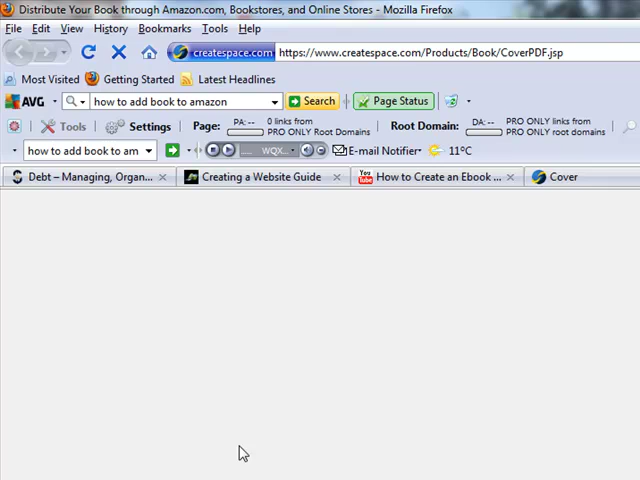 Distribute Your Book through Amazon.com, Bookstores, and Online Stores - Mozilla Firefox
File Edit View History Bookmarks Tools Help
createspace.com https://www.createspace.com/Products/Book/CoverPDF.jsp
Most Visited Getting Started Latest Headlines
AVG how to add book to amazon Search Page Status
Tools Settings Page: PA: -- 0 links from PRO ONLY Root Domains Root Domain: DA: -- PRO ONLY links from PRO ONLY root domains
how to add book to am ..... WQX... E-mail Notifier 11°C
Debt – Managing, Organ... Creating a Website Guide You Tube How to Create an Ebook ... Cover